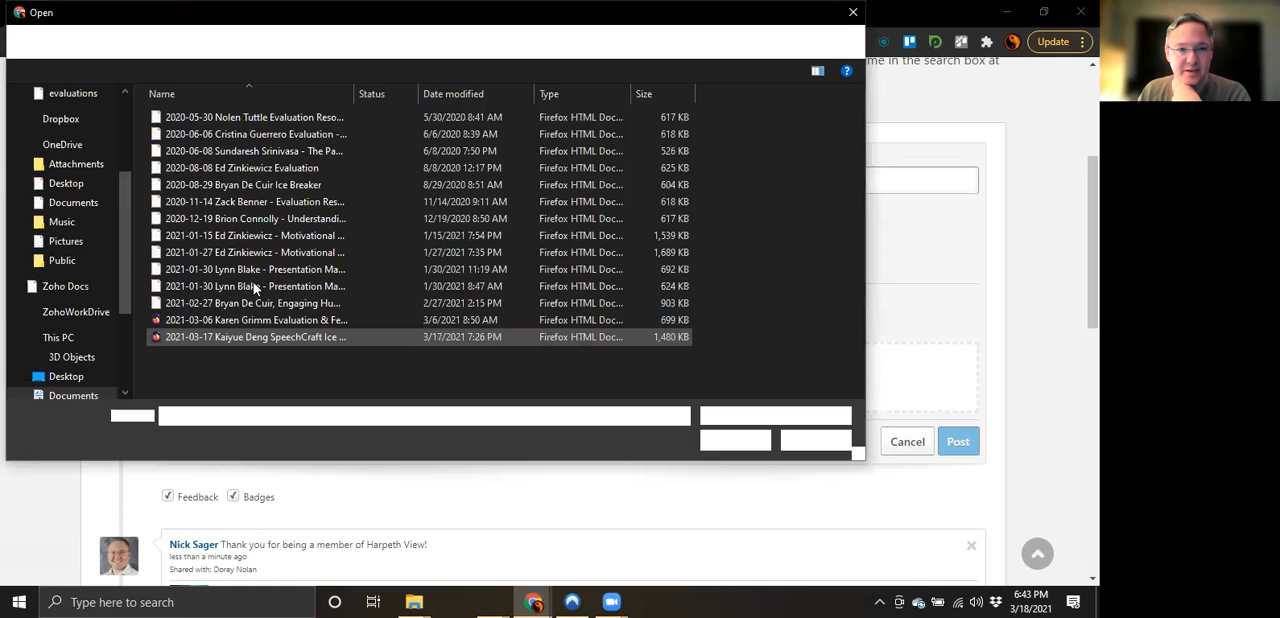 Open
Update
me in the search box at
Name Status Date modified Type Size
evaluations
Dropbox
OneDrive
Attachments
Desktop
Documents
Music
Pictures
Public
Zoho Docs
ZohoWorkDrive
This PC
3D Objects
Desktop
Documents
2020-05-30 Nolen Tuttle Evaluation Reso... 5/30/2020 8:41 AM Firefox HTML Doc... 617 KB
2020-06-06 Cristina Guerrero Evaluation -... 6/6/2020 8:39 AM Firefox HTML Doc... 618 KB
2020-06-08 Sundaresh Srinivasa - The Pa... 6/8/2020 7:50 PM Firefox HTML Doc... 526 KB
2020-08-08 Ed Zinkiewicz Evaluation 8/8/2020 12:17 PM Firefox HTML Doc... 625 KB
2020-08-29 Bryan De Cuir Ice Breaker 8/29/2020 8:51 AM Firefox HTML Doc... 604 KB
2020-11-14 Zack Benner - Evaluation Res... 11/14/2020 9:11 AM Firefox HTML Doc... 618 KB
2020-12-19 Brion Connolly - Understandi... 12/19/2020 8:50 AM Firefox HTML Doc... 617 KB
2021-01-15 Ed Zinkiewicz - Motivational ... 1/15/2021 7:54 PM Firefox HTML Doc... 1,539 KB
2021-01-27 Ed Zinkiewicz - Motivational ... 1/27/2021 7:35 PM Firefox HTML Doc... 1,689 KB
2021-01-30 Lynn Blake - Presentation Ma... 1/30/2021 11:19 AM Firefox HTML Doc... 692 KB
2021-01-30 Lynn Blake - Presentation Ma... 1/30/2021 8:47 AM Firefox HTML Doc... 624 KB
2021-02-27 Bryan De Cuir, Engaging Hu... 2/27/2021 2:15 PM Firefox HTML Doc... 903 KB
2021-03-06 Karen Grimm Evaluation & Fe... 3/6/2021 8:50 AM Firefox HTML Doc... 699 KB
2021-03-17 Kaiyue Deng SpeechCraft Ice ... 3/17/2021 7:26 PM Firefox HTML Doc... 1,480 KB
Cancel Post
Feedback Badges
Nick Sager Thank you for being a member of Harpeth View!
less than a minute ago
Shared with: Dorey Nolan
Type here to search
6:43 PM
3/18/2021